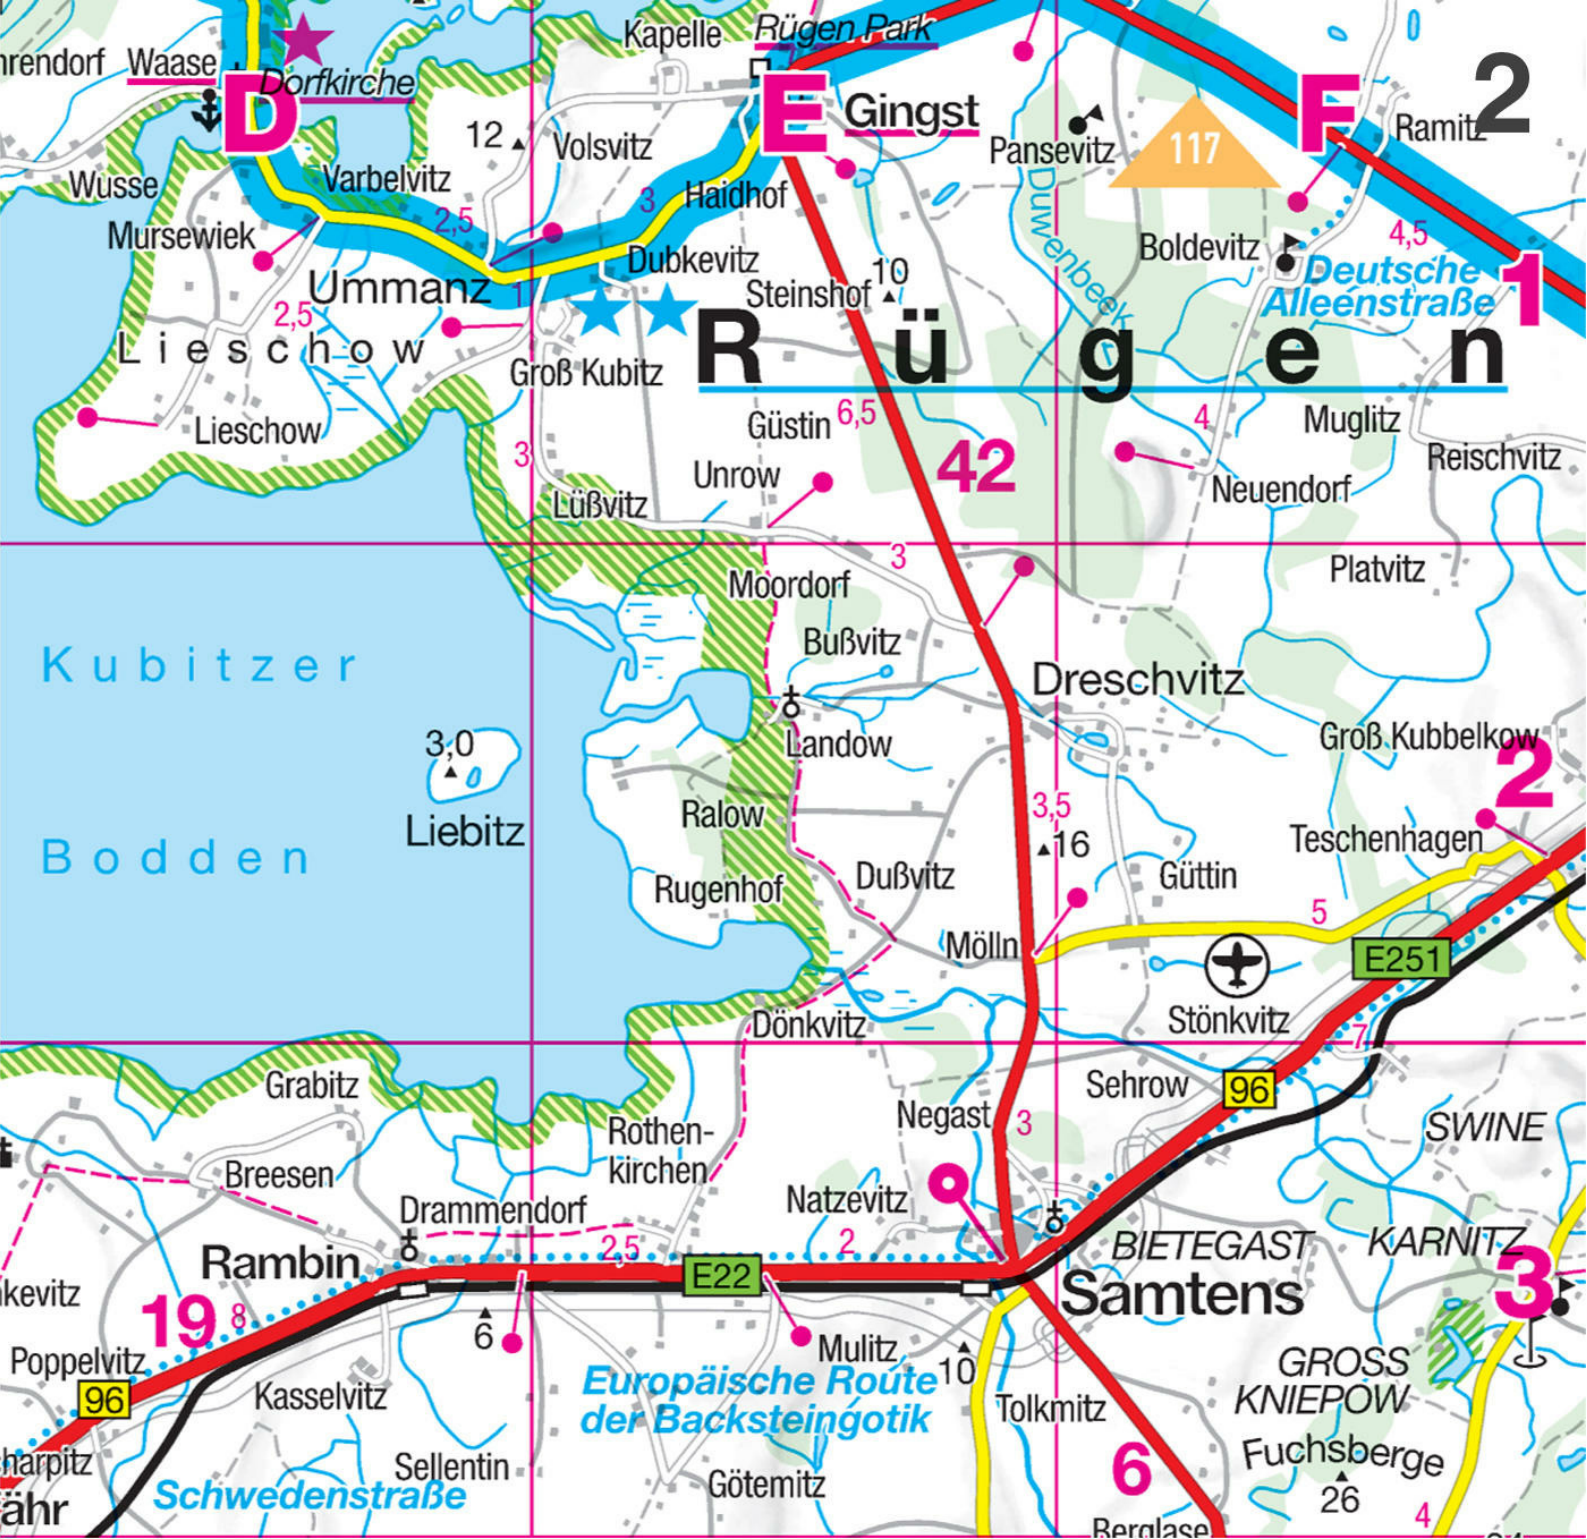 Kapelle
Rügen Park
hrendorf
Waase
Dorfkirche
D
E
Gingst
F
2
Ramitz
12
Volsvitz
Pansevitz
117
Wusse
Varbelvitz
2,5
3
Haidhof
Duwenbeek
Mursewiek
Dubkevitz
Boldevitz
4,5
Ummanz
1
Steinshof
10
Deutsche
Alleenstraße
1
2,5
Lieschow
Rügen
Groß Kubitz
Güstin
6,5
4
Muglitz
Lieschow
3
Unrow
42
Reischvitz
Lüßvitz
Neuendorf
3
Moordorf
Platvitz
Bußvitz
Kubitzer
Dreschvitz
3,0
Landow
Groß Kubbelkow
2
Liebitz
Ralow
3,5
16
Teschenhagen
Bodden
Rugenhof
Dußvitz
Güttin
5
Mölln
E251
Dönkvitz
Stönkvitz
7
Grabitz
Sehrow
96
Negast
3
SWINE
Rothen-
kirchen
Breesen
Drammendorf
Natzevitz
2,5
2
BIETEGAST
KARNITZ
Rambin
E22
Samtens
3
kevitz
19
8
6
Mulitz
10
Poppelvitz
96
Kasselvitz
Europäische Route
der Backsteingotik
Tolkmitz
GROSS
KNIEPOW
harpitz
Sellentin
Götemitz
6
Fuchsberge
26
Schwedenstraße
ähr
Berglase
4